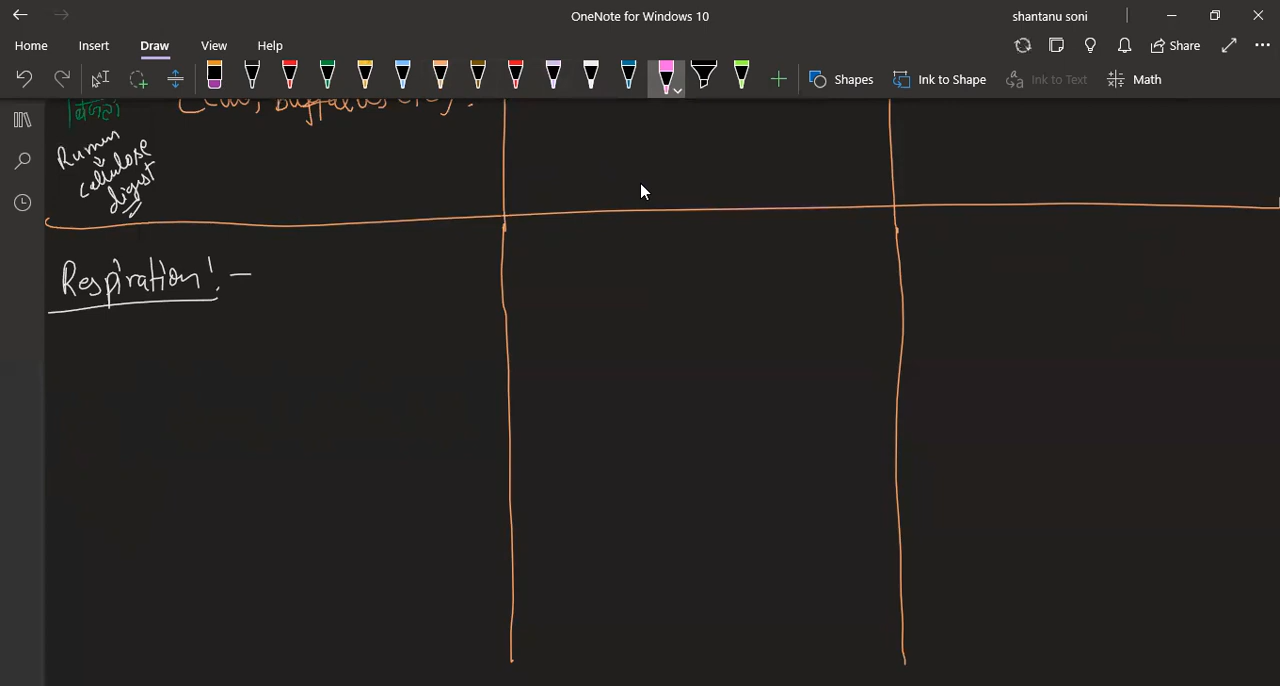 OneNote for Windows 10
shantanu soni
Home Insert Draw View Help
Share
Shapes Ink to Shape Ink to Text Math
Rumen
cellulose
digest
Respiration! -